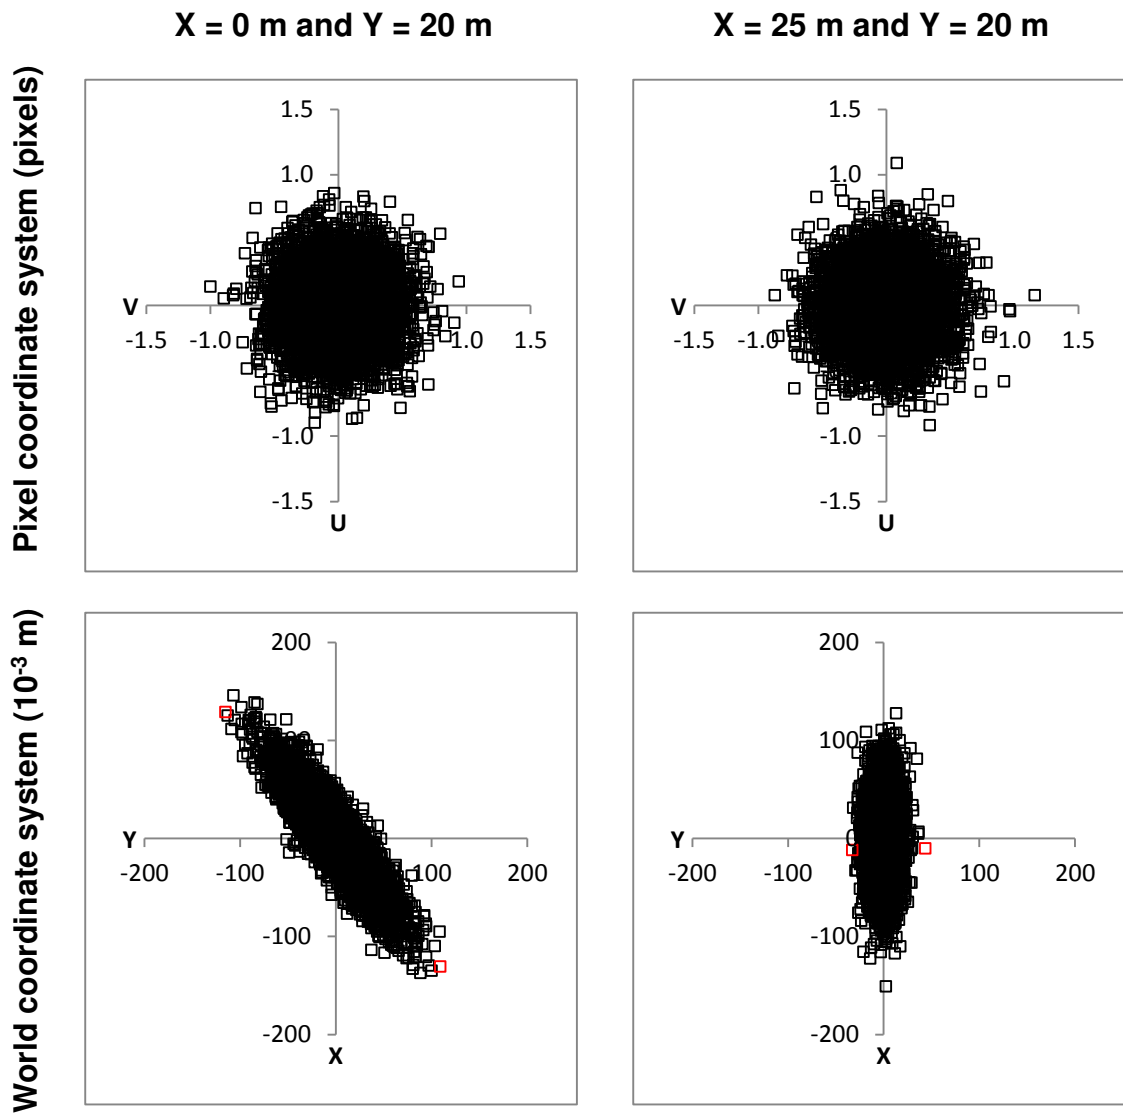 X = 0 m and Y = 20 m
X = 25 m and Y = 20 m
Pixel coordinate system (pixels)
1.5
1.0
V
-1.5 -1.0 1.0 1.5
-1.0
-1.5
U
1.5
1.0
V
-1.5 -1.0 1.0 1.5
-1.0
-1.5
U
World coordinate system (10⁻³ m)
200
Y
-200 -100 100 200
-100
-200
X
200
100
Y
0
-200 -100 100 200
-100
-200
X